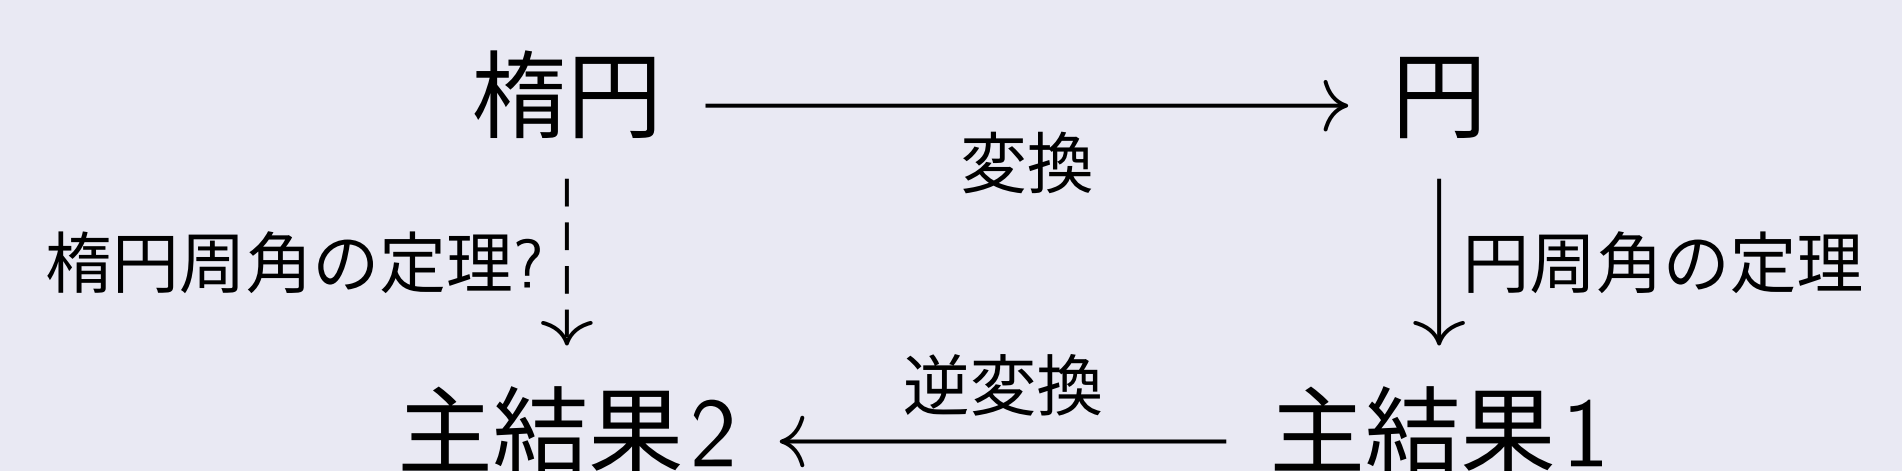 楕円
円
変換
楕円周角の定理?
円周角の定理
逆変換
主結果2
主結果1